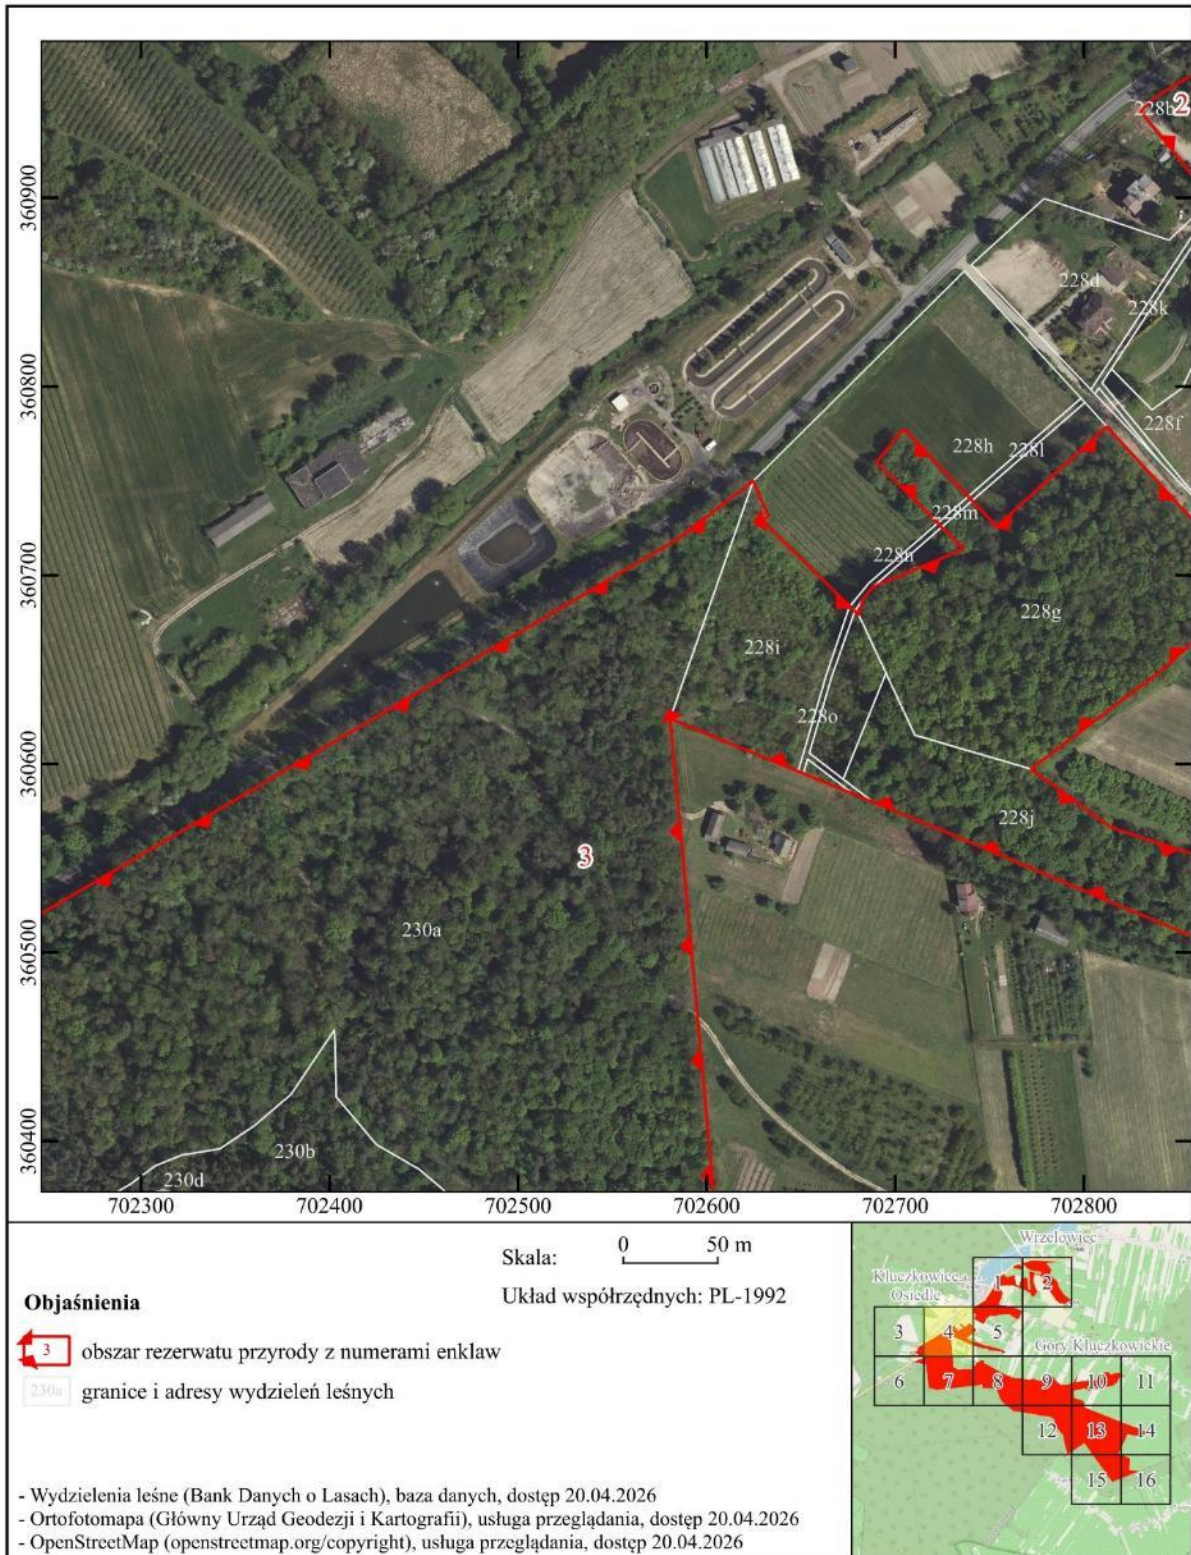 2
228b
360900
228d
228k
360800
228f
228h
228l
228m
228n
360700
228g
228i
228o
360600
228j
3
230a
360500
360400
230b
230d
702300
702400
702500
702600
702700
702800
Skala:
0
50 m
Układ współrzędnych: PL-1992
Objaśnienia
3
obszar rezerwatu przyrody z numerami enklaw
230a
granice i adresy wydzieleń leśnych
- Wydzielenia leśne (Bank Danych o Lasach), baza danych, dostęp 20.04.2026
- Ortofotomapa (Główny Urząd Geodezji i Kartografii), usługa przeglądania, dostęp 20.04.2026
- OpenStreetMap (openstreetmap.org/copyright), usługa przeglądania, dostęp 20.04.2026
Wrzelowiec
Kluczkowice
Osiedle
1
2
3
4
5
Góry Kluczkowickie
6
7
8
9
10
11
12
13
14
15
16